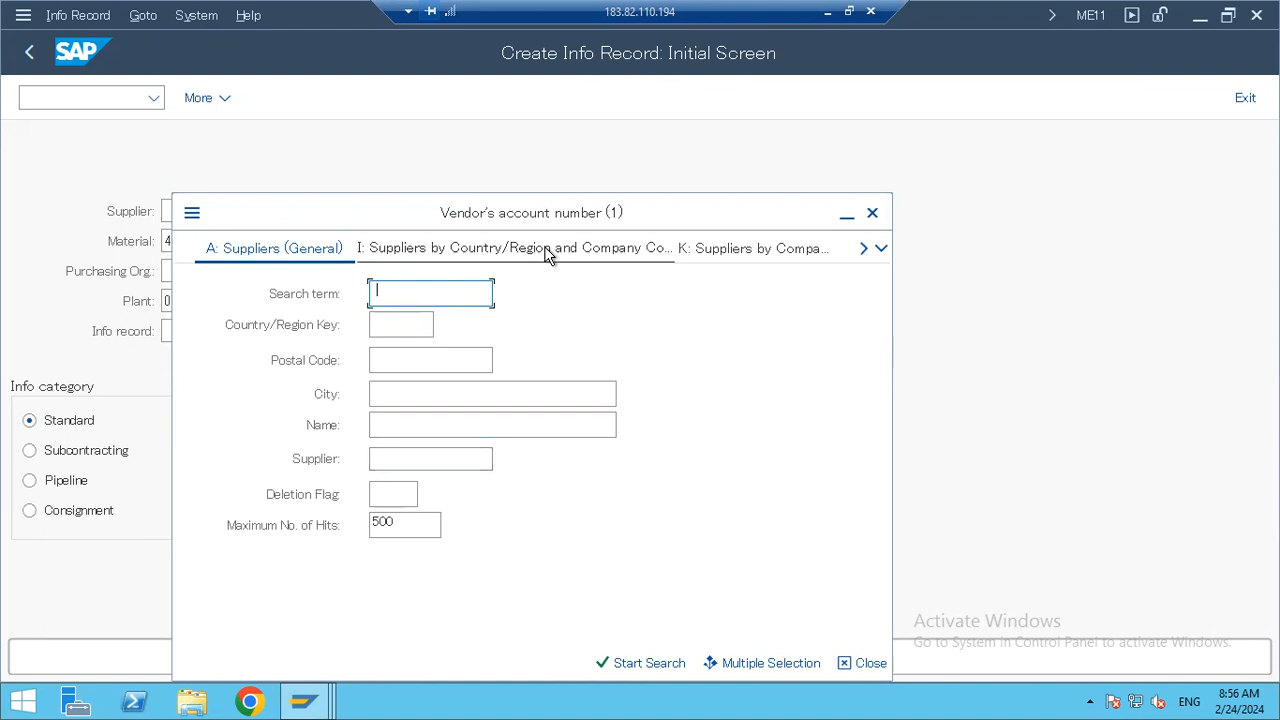 Info Record Goto System Help 183.82.110.194 ME11
SAP Create Info Record: Initial Screen
More Exit
Supplier:
Material: 4
Purchasing Org.:
Plant: 0
Info record:
Info category
Standard
Subcontracting
Pipeline
Consignment
Vendor's account number (1)
A: Suppliers (General) I: Suppliers by Country/Region and Company Co... K: Suppliers by Compa...
Search term:
Country/Region Key:
Postal Code:
City:
Name:
Supplier:
Deletion Flag:
Maximum No. of Hits: 500
Start Search Multiple Selection Close
Activate Windows
Go to System in Control Panel to activate Windows.
ENG 8:56 AM
2/24/2024